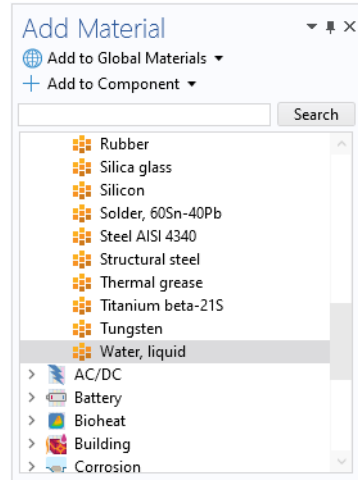 Add Material
Add to Global Materials
Add to Component
Search
Rubber
Silica glass
Silicon
Solder, 60Sn-40Pb
Steel AISI 4340
Structural steel
Thermal grease
Titanium beta-21S
Tungsten
Water, liquid
AC/DC
Battery
Bioheat
Building
Corrosion